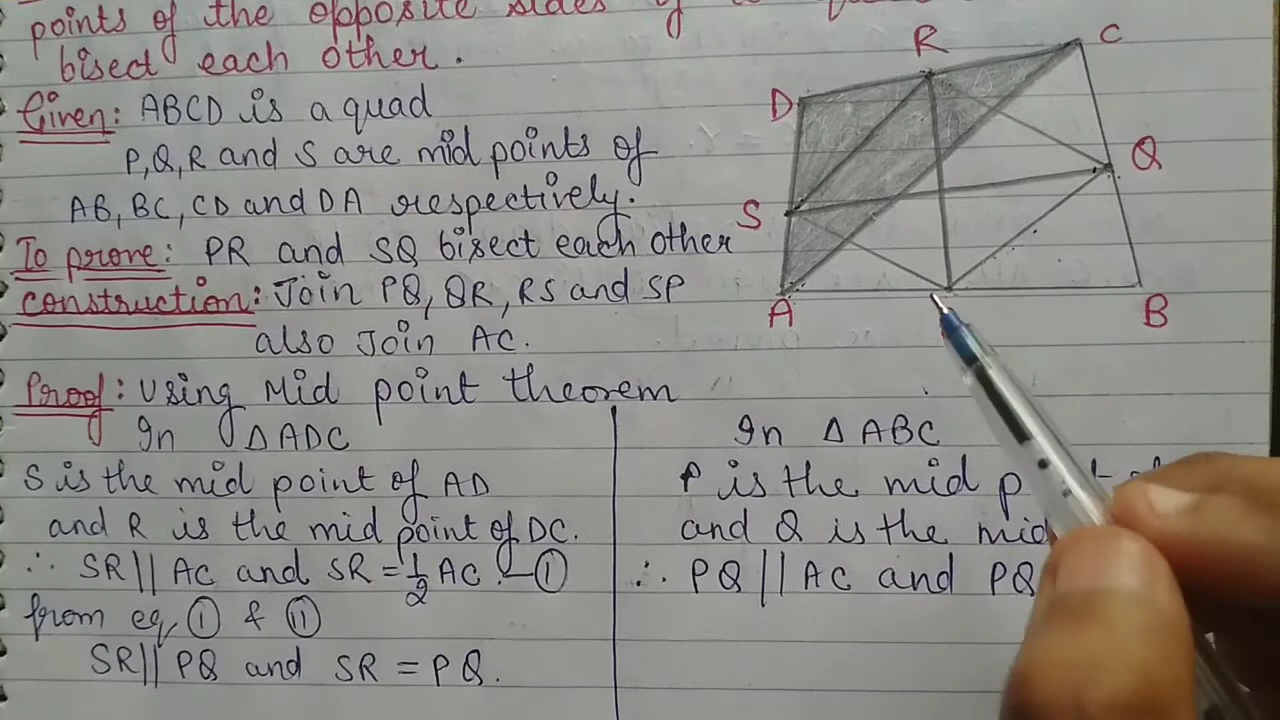 points of the opposite sides of
bisect each other.
Given: ABCD is a quad
P,Q,R and S are mid points of
AB, BC, CD and DA respectively.
To prove: PR and SQ bisect each other
Construction: Join PQ, QR, RS and SP
also Join AC.
Proof: Using Mid point theorem
In △ADC
S is the mid point of AD
and R is the mid point of DC.
∴ SR || AC and SR = 1/2 AC. — ①
from eq ① & ⑪
SR || PQ and SR = PQ.
In △ABC
P is the mid
and Q is the mid
∴ PQ || AC and PQ
R
C
D
Q
S
A
B